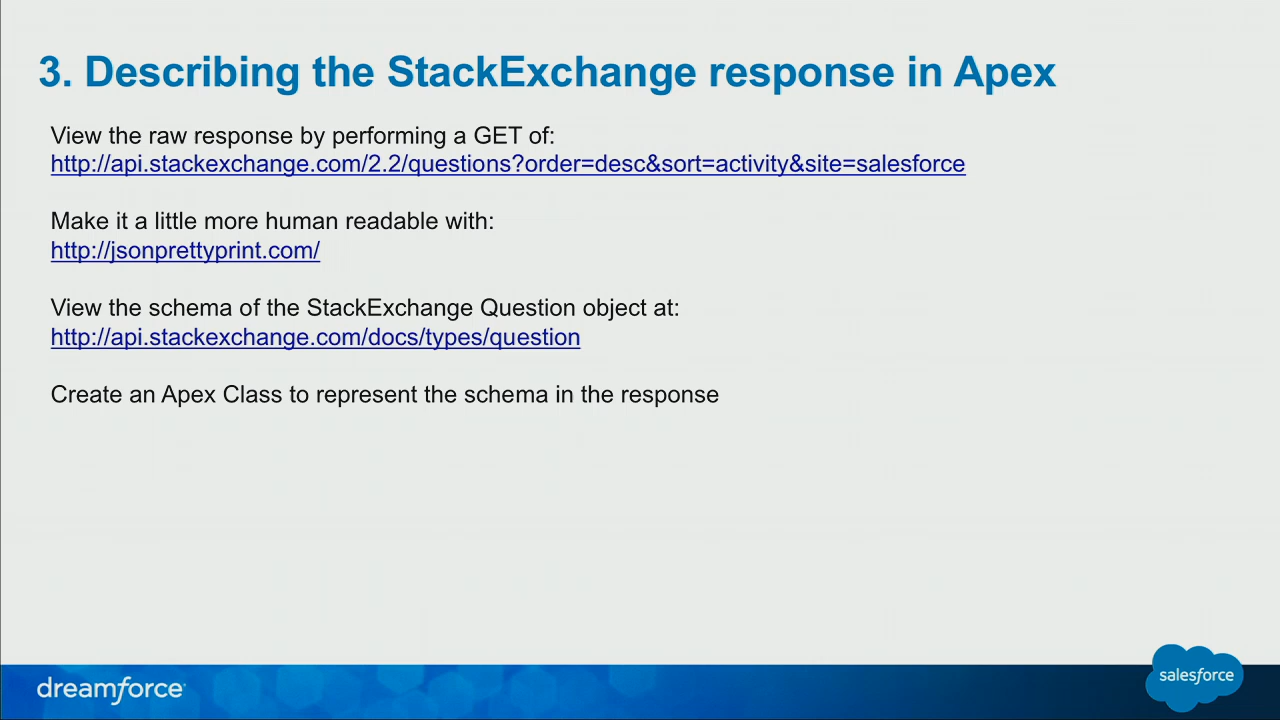 3. Describing the StackExchange response in Apex
View the raw response by performing a GET of:
http://api.stackexchange.com/2.2/questions?order=desc&sort=activity&site=salesforce
Make it a little more human readable with:
http://jsonprettyprint.com/
View the schema of the StackExchange Question object at:
http://api.stackexchange.com/docs/types/question
Create an Apex Class to represent the schema in the response
dreamforce
salesforce